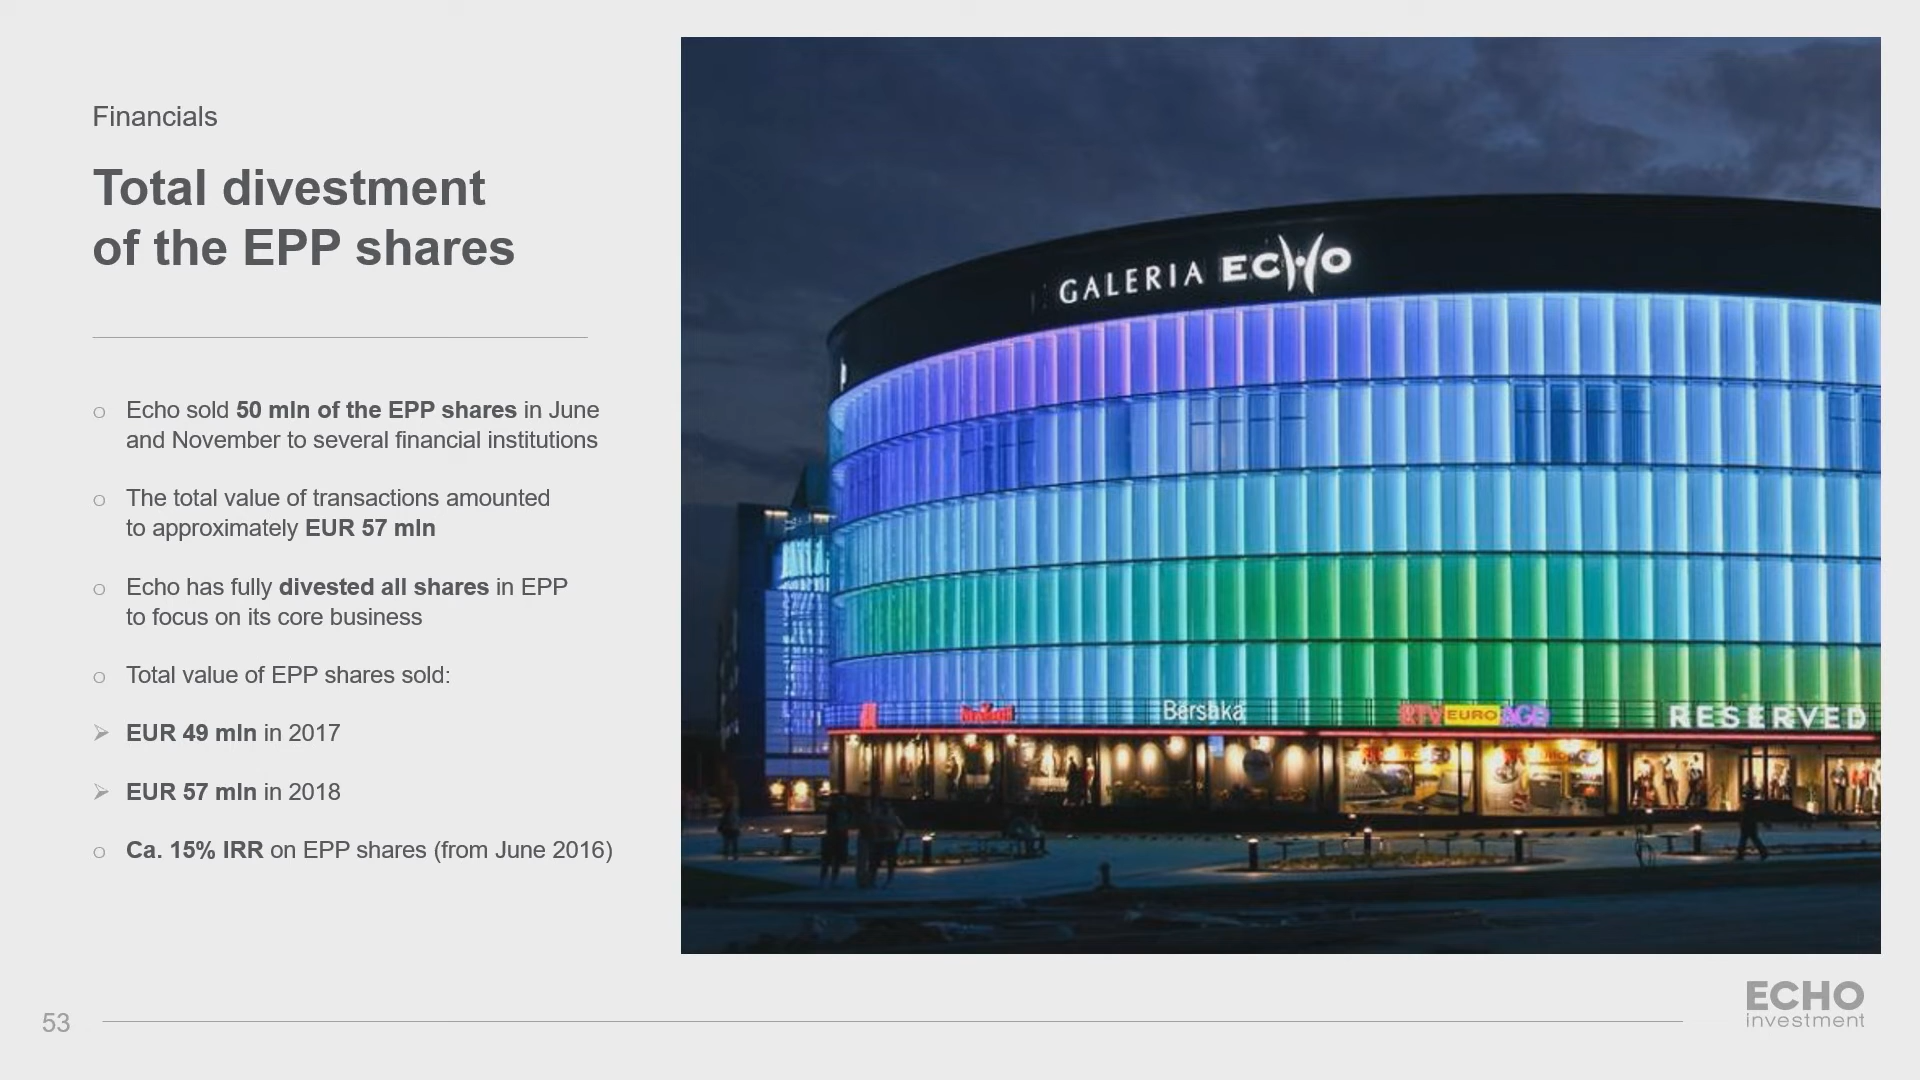 Financials
Total divestment
of the EPP shares
Echo sold 50 mln of the EPP shares in June
and November to several financial institutions
The total value of transactions amounted
to approximately EUR 57 mln
Echo has fully divested all shares in EPP
to focus on its core business
Total value of EPP shares sold:
EUR 49 mln in 2017
EUR 57 mln in 2018
Ca. 15% IRR on EPP shares (from June 2016)
GALERIA ECHO
Bershka
RTV EURO AGD
RESERVED
53
ECHO
investment